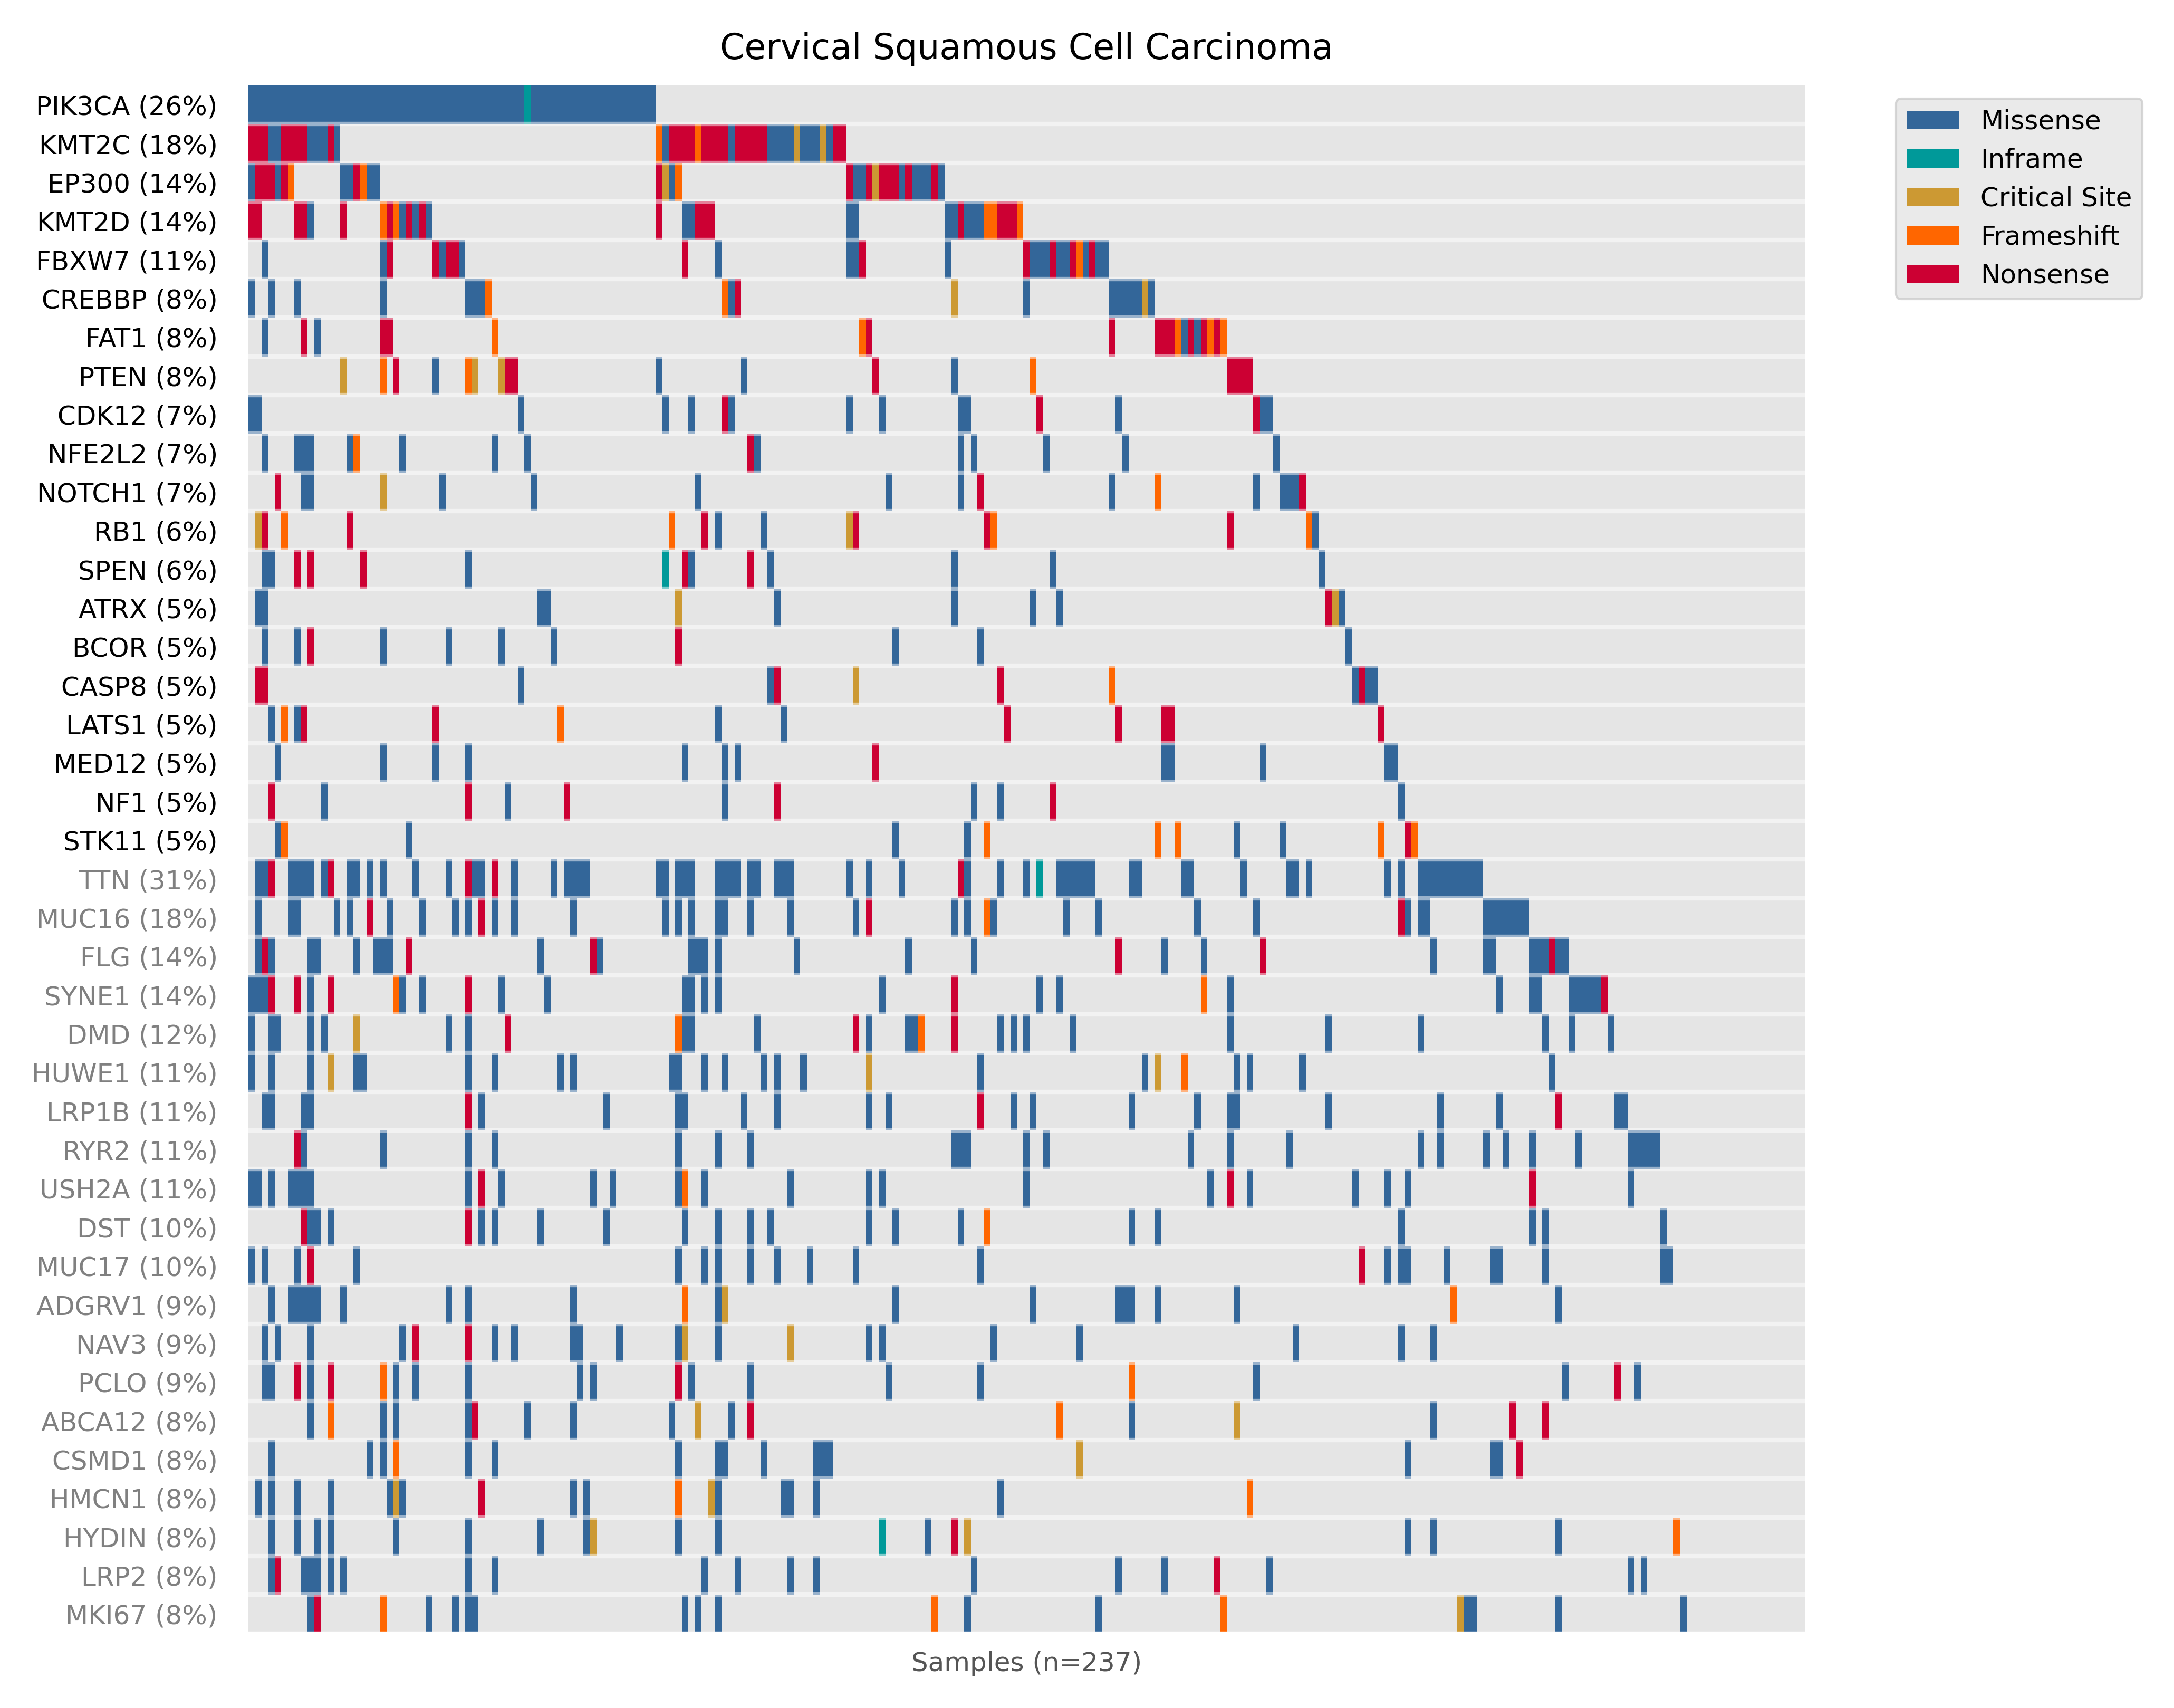 Cervical Squamous Cell Carcinoma
PIK3CA (26%)
KMT2C (18%)
EP300 (14%)
KMT2D (14%)
FBXW7 (11%)
CREBBP (8%)
FAT1 (8%)
PTEN (8%)
CDK12 (7%)
NFE2L2 (7%)
NOTCH1 (7%)
RB1 (6%)
SPEN (6%)
ATRX (5%)
BCOR (5%)
CASP8 (5%)
LATS1 (5%)
MED12 (5%)
NF1 (5%)
STK11 (5%)
TTN (31%)
MUC16 (18%)
FLG (14%)
SYNE1 (14%)
DMD (12%)
HUWE1 (11%)
LRP1B (11%)
RYR2 (11%)
USH2A (11%)
DST (10%)
MUC17 (10%)
ADGRV1 (9%)
NAV3 (9%)
PCLO (9%)
ABCA12 (8%)
CSMD1 (8%)
HMCN1 (8%)
HYDIN (8%)
LRP2 (8%)
MKI67 (8%)
Samples (n=237)
Missense
Inframe
Critical Site
Frameshift
Nonsense